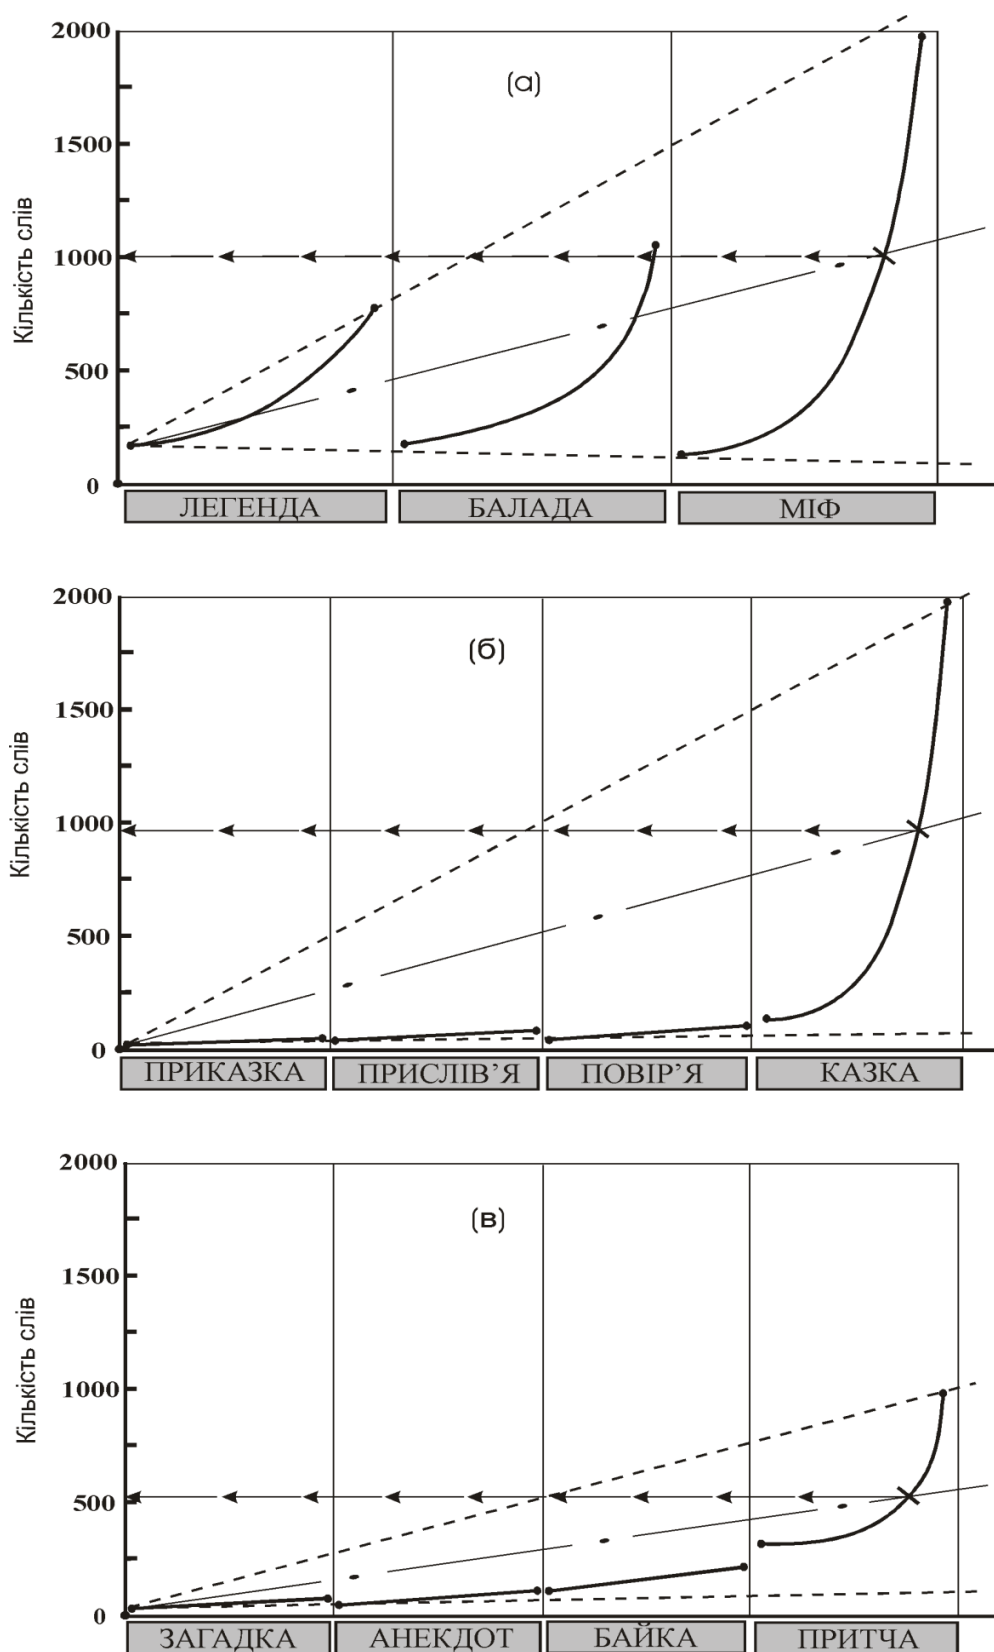 2000
(а)
1500
1000
500
0
Кількість слів
ЛЕГЕНДА БАЛАДА МІФ
2000
(б)
1500
1000
500
0
Кількість слів
ПРИКАЗКА ПРИСЛІВ’Я ПОВІР’Я КАЗКА
2000
(в)
1500
1000
500
0
Кількість слів
ЗАГАДКА АНЕКДОТ БАЙКА ПРИТЧА